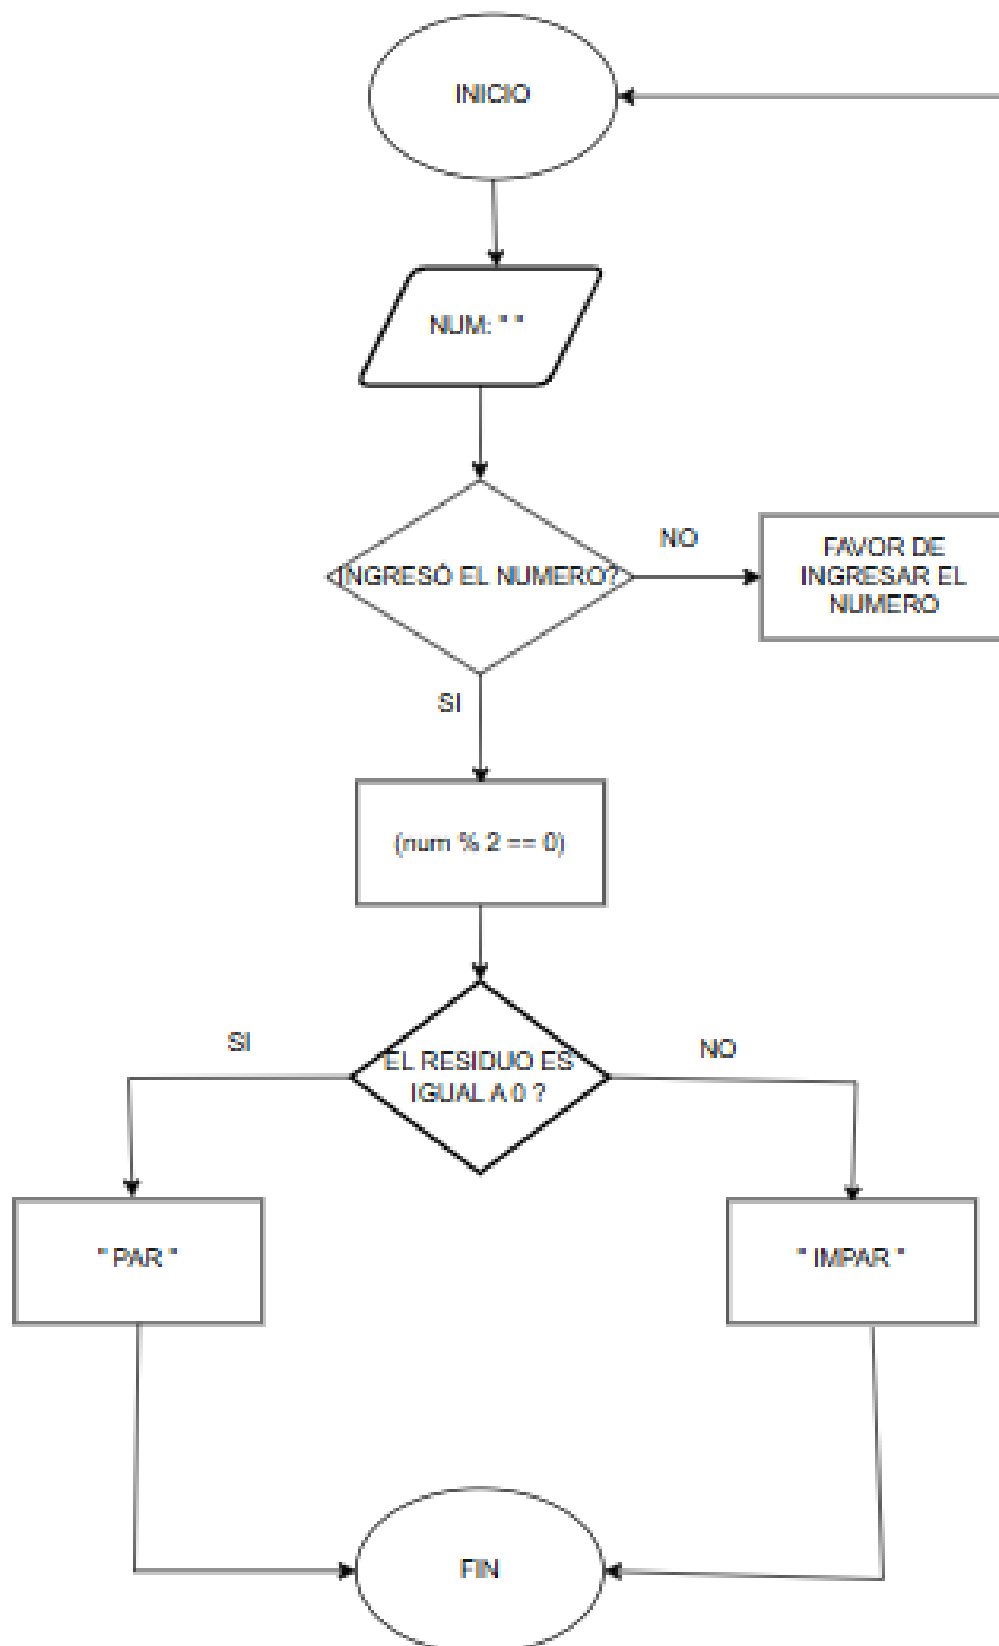 INICIO
NUM: " "
INGRESÓ EL NUMERO?
NO
FAVOR DE
INGRESAR EL
NUMERO
SI
(num % 2 == 0)
SI
EL RESIDUO ES
IGUAL A 0 ?
NO
" PAR "
" IMPAR "
FIN